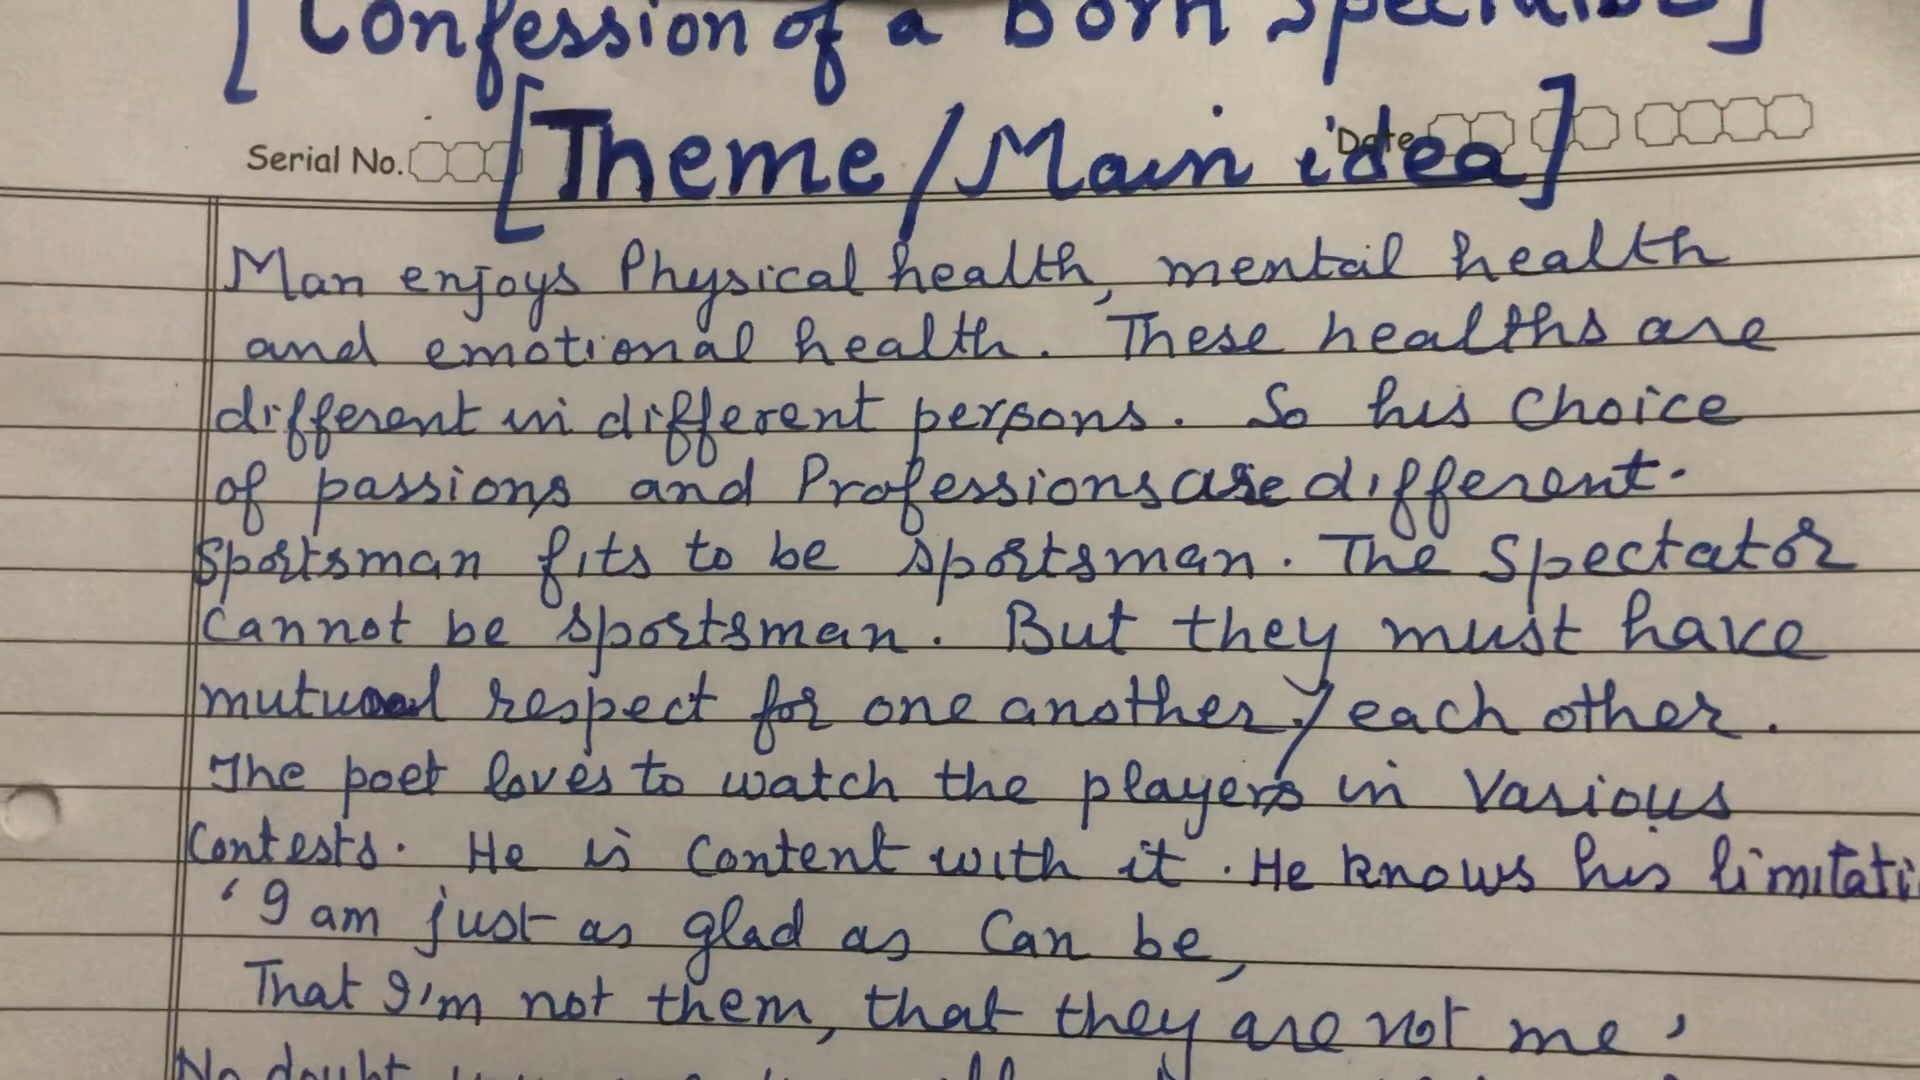 [Confession of a Born Spectator]
Serial No.
Date
[Theme/Main idea]
Man enjoys Physical health, mental health
and emotional health. These healths are
different in different persons. So his Choice
of passions and Professions are different.
Sportsman fits to be sportsman. The Spectator
Cannot be sportsman. But they must have
mutual respect for one another/each other.
The poet loves to watch the players in Various
Contests. He is Content with it. He knows his limitati
'I am just as glad as Can be,
That I'm not them, that they are not me'
No doubt